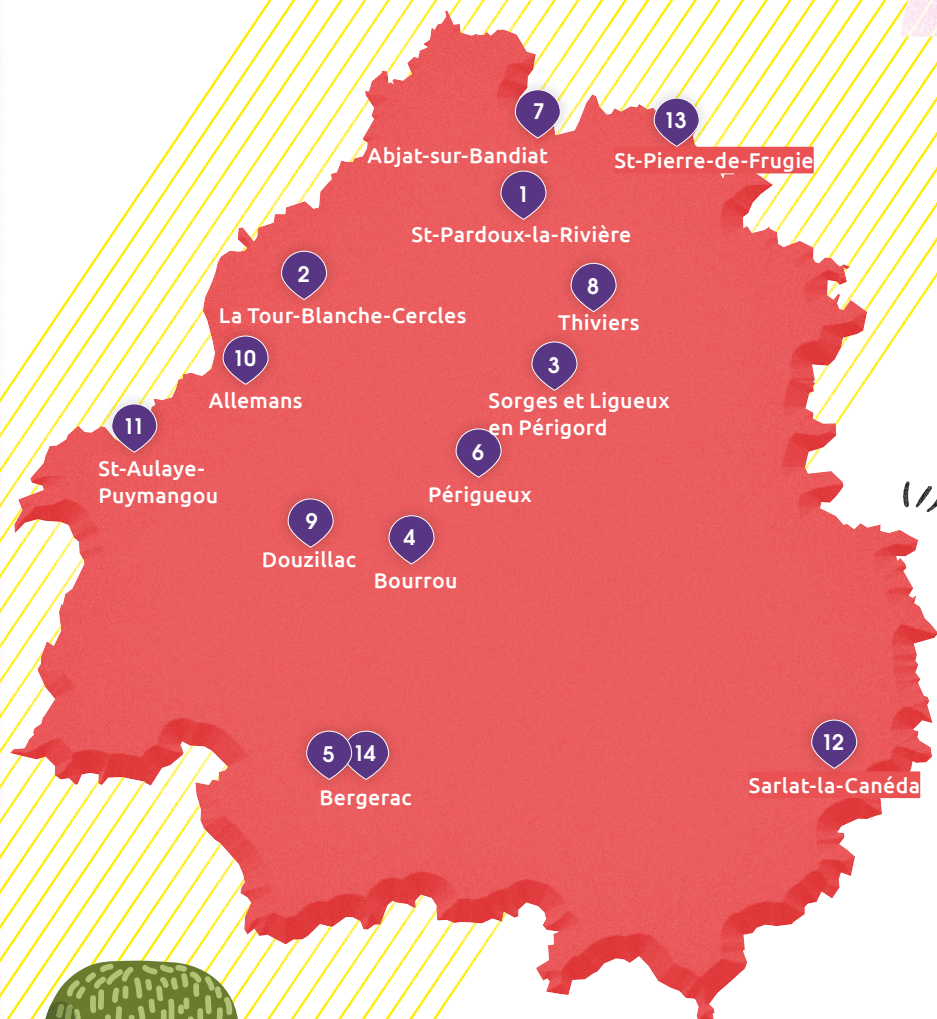 7
Abjat-sur-Bandiat
13
St-Pierre-de-Frugie
1
St-Pardoux-la-Rivière
2
La Tour-Blanche-Cercles
8
Thiviers
10
Allemans
3
Sorges et Ligueux
en Périgord
11
St-Aulaye-
Puymangou
6
Périgueux
9
Douzillac
4
Bourrou
5
14
Bergerac
12
Sarlat-la-Canéda